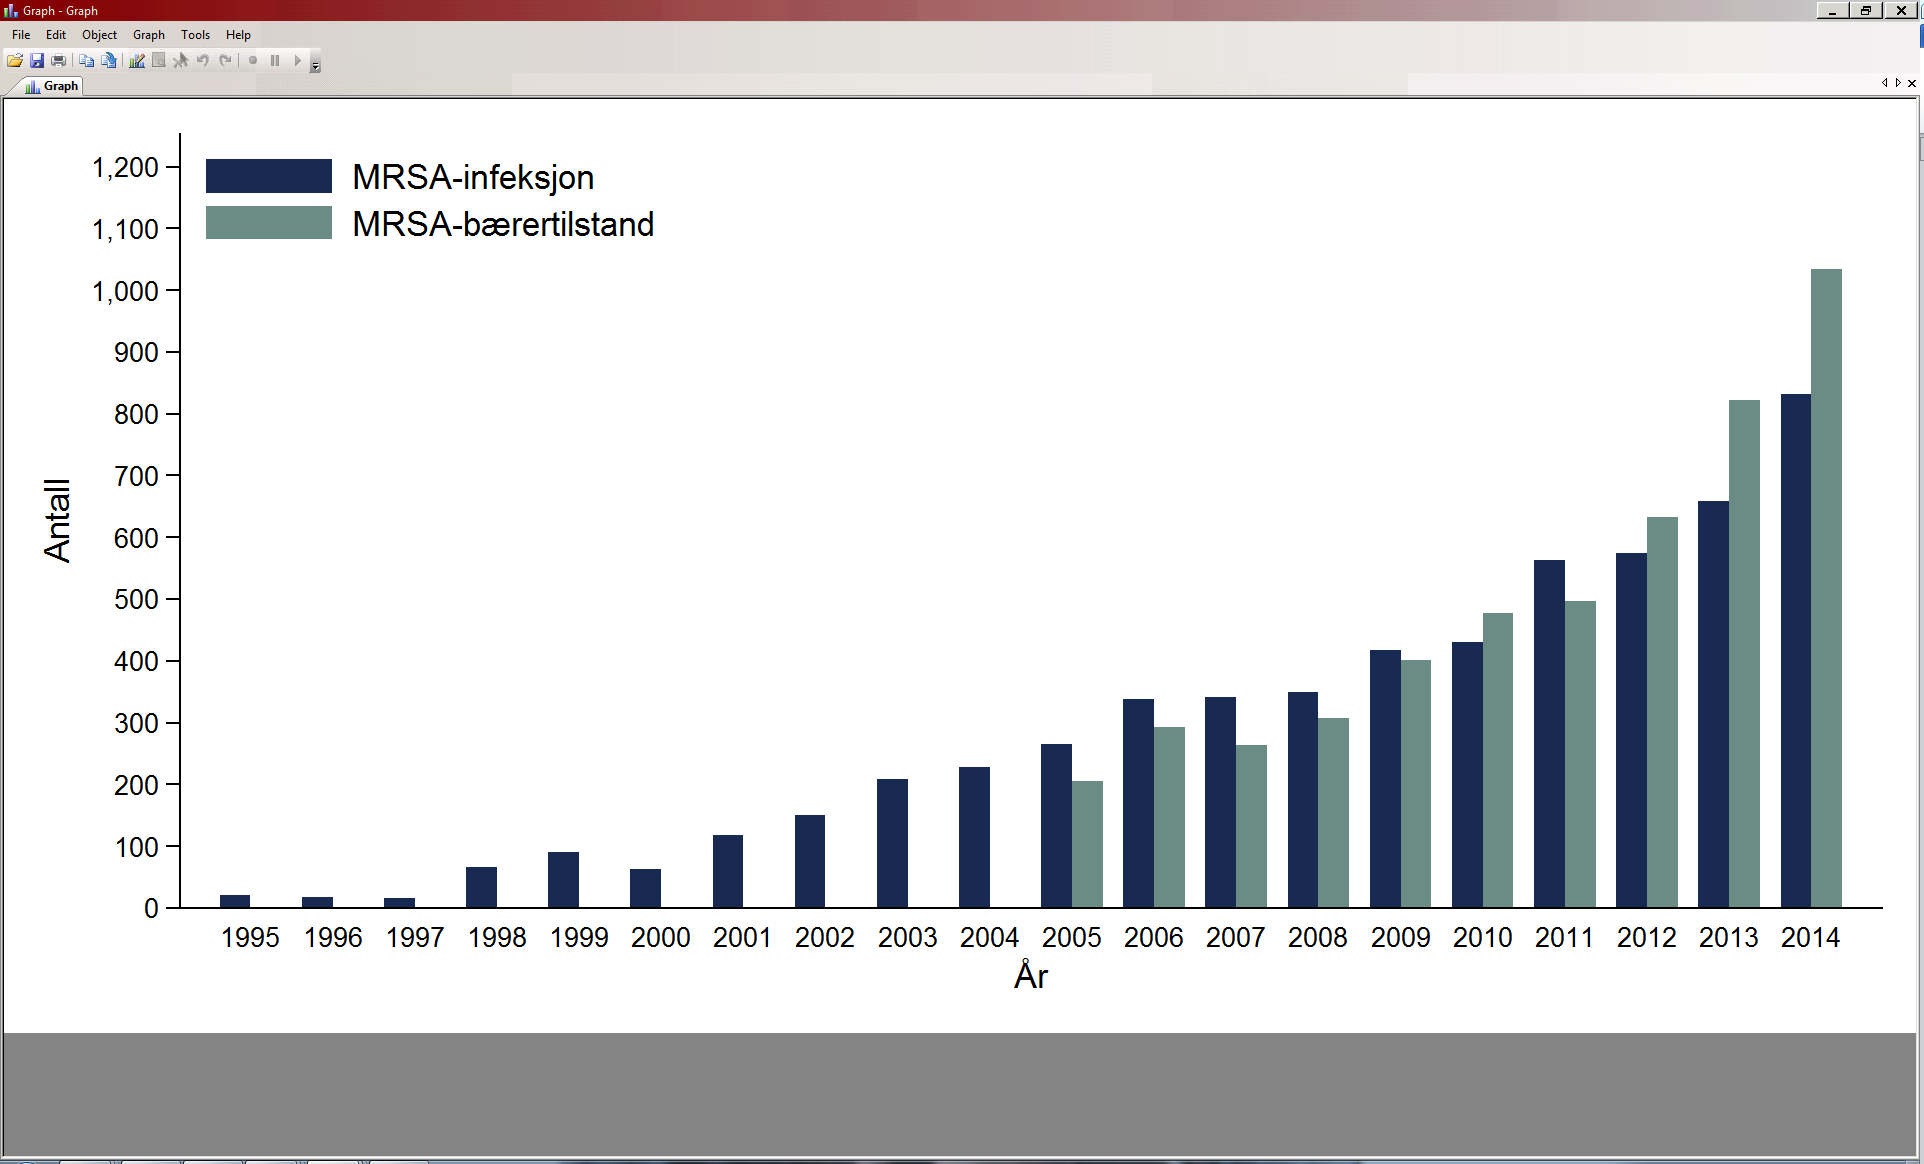 Graph - Graph
File Edit Object Graph Tools Help
Graph
MRSA-infeksjon
MRSA-bærertilstand
1,200
1,100
1,000
900
800
700
600
500
400
300
200
100
0
Antall
1995 1996 1997 1998 1999 2000 2001 2002 2003 2004 2005 2006 2007 2008 2009 2010 2011 2012 2013 2014
År